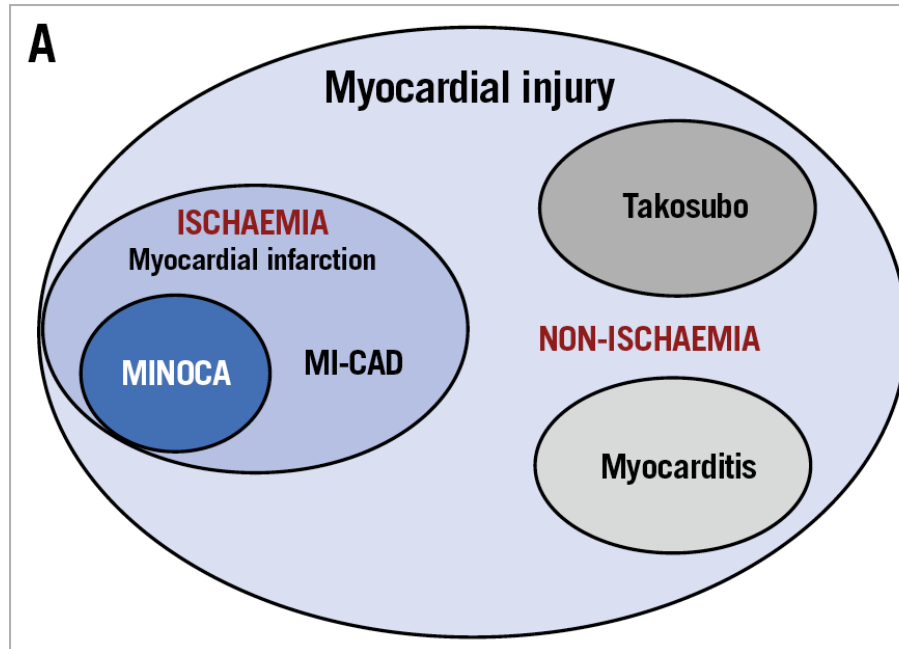 A
Myocardial injury
Takosubo
ISCHAEMIA
Myocardial infarction
MINOCA
MI-CAD
NON-ISCHAEMIA
Myocarditis